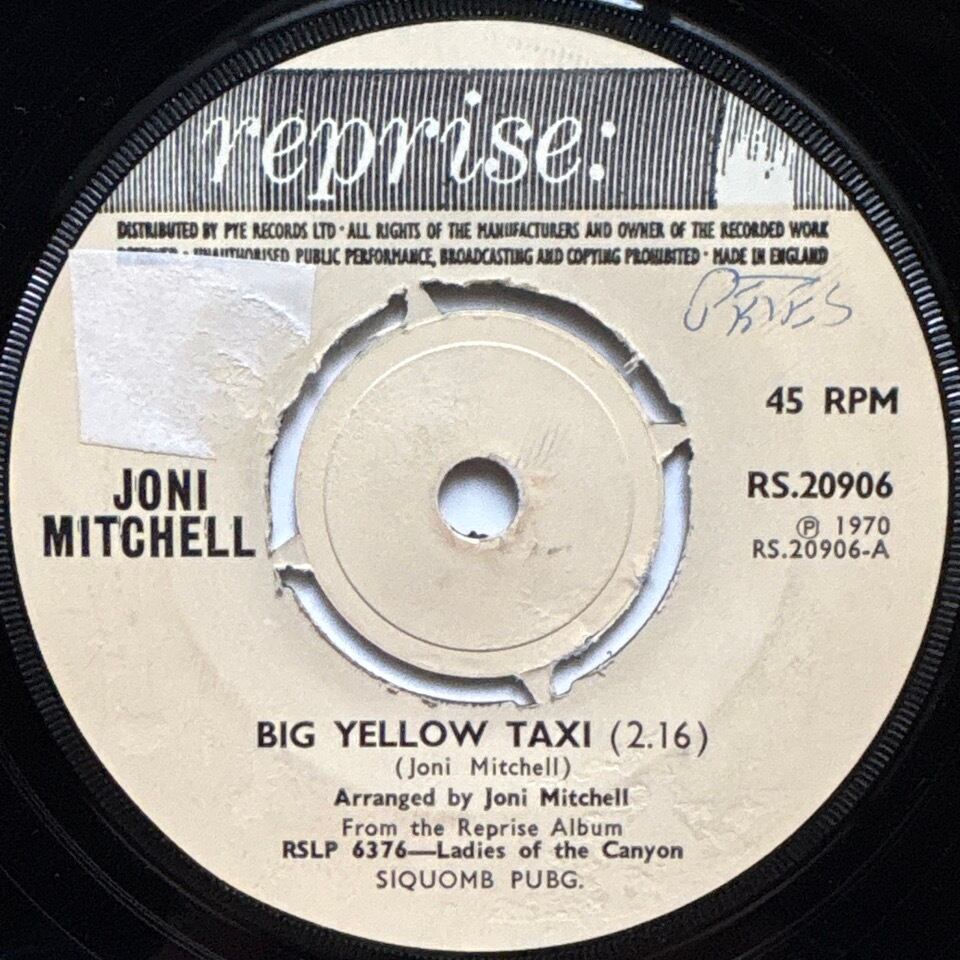 reprise:
DISTRIBUTED BY PYE RECORDS LTD · ALL RIGHTS OF THE MANUFACTURERS AND OWNER OF THE RECORDED WORK
· UNAUTHORISED PUBLIC PERFORMANCE, BROADCASTING AND COPYING PROHIBITED · MADE IN ENGLAND
45 RPM
JONI
MITCHELL
RS.20906
℗ 1970
RS.20906-A
BIG YELLOW TAXI (2.16)
(Joni Mitchell)
Arranged by Joni Mitchell
From the Reprise Album
RSLP 6376—Ladies of the Canyon
SIQUOMB PUBG.